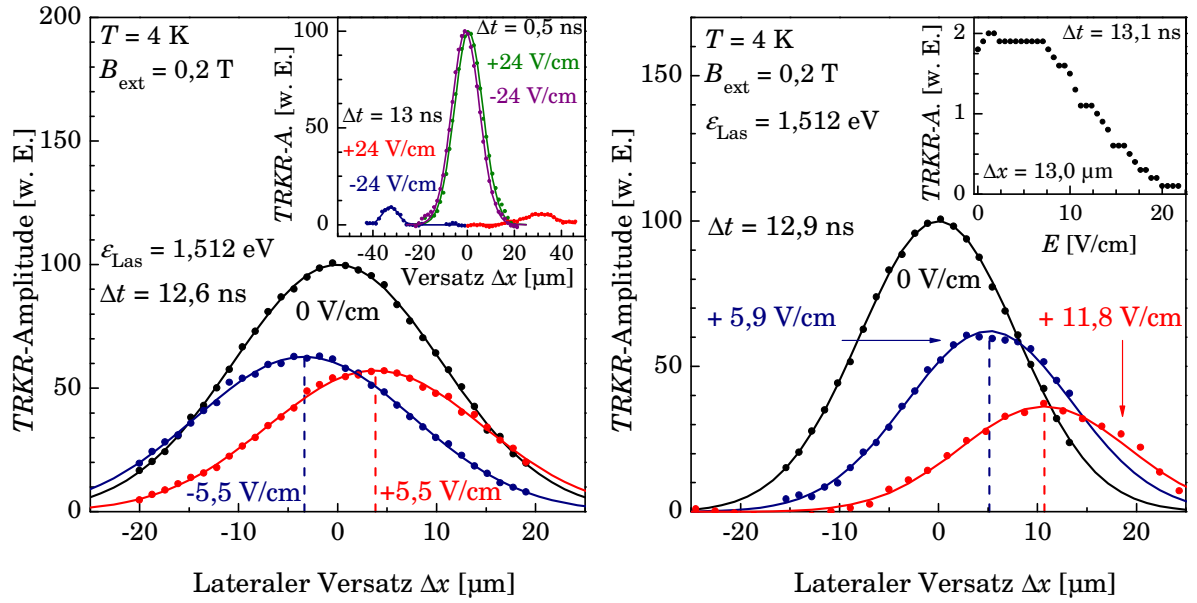 T = 4 K
B_ext = 0,2 T
ε_Las = 1,512 eV
Δt = 12,6 ns
0 V/cm
-5,5 V/cm
+5,5 V/cm
TRKR-Amplitude [w. E.]
200
150
100
50
0
-20
-10
0
10
20
Lateraler Versatz Δx [µm]
Δt = 0,5 ns
+24 V/cm
-24 V/cm
Δt = 13 ns
+24 V/cm
-24 V/cm
TRKR-A. [w. E.]
100
50
0
-40
-20
0
20
40
Versatz Δx [µm]
T = 4 K
B_ext = 0,2 T
ε_Las = 1,512 eV
Δt = 12,9 ns
0 V/cm
+ 5,9 V/cm
+ 11,8 V/cm
TRKR-Amplitude [w. E.]
150
100
50
0
-20
-10
0
10
20
Lateraler Versatz Δx [µm]
Δt = 13,1 ns
Δx = 13,0 µm
TRKR-A. [w. E.]
2
1
0
0
10
20
E [V/cm]